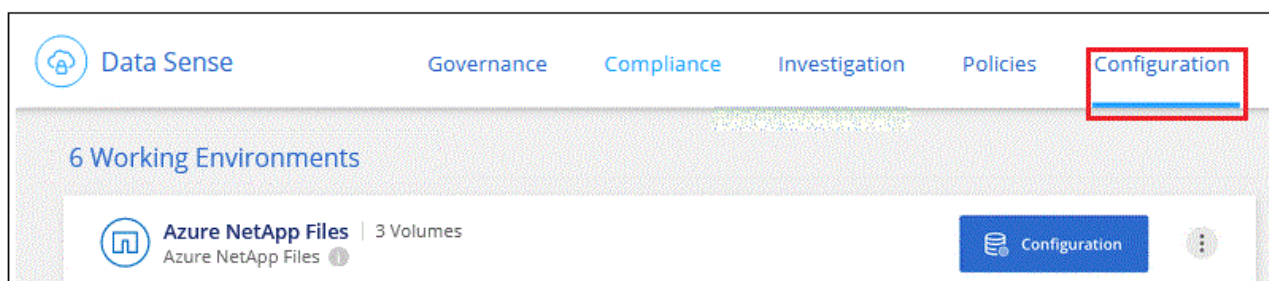 Data Sense Governance Compliance Investigation Policies Configuration
6 Working Environments
Azure NetApp Files | 3 Volumes
Azure NetApp Files
Configuration